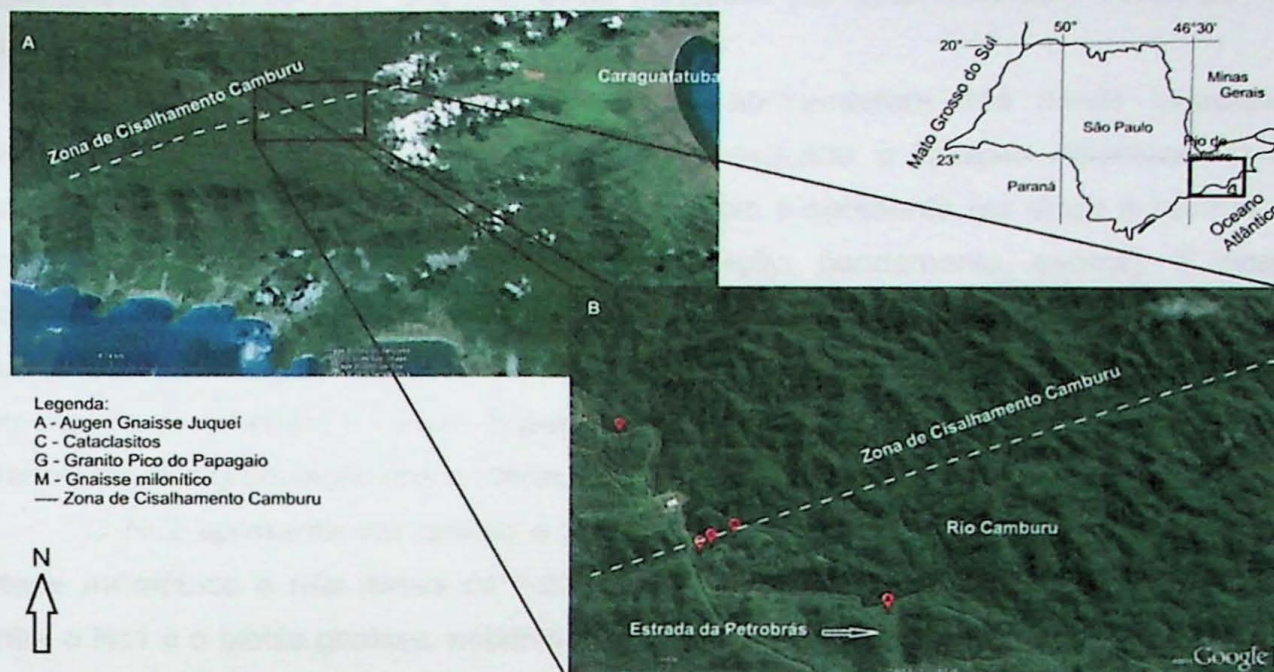 A
Zona de Cisalhamento Camburu
Caraguatatuba
50°
46°30'
20°
Mato Grosso do Sul
Minas
Gerais
São Paulo
Rio de
23°
Paraná
Oceano
Atlântico
B
Zona de Cisalhamento Camburu
Rio Camburu
Estrada da Petrobrás
Google
Legenda:
A - Augen Gnaisse Juqueí
C - Cataclasitos
G - Granito Pico do Papagaio
M - Gnaisse milonítico
---- Zona de Cisalhamento Camburu
N